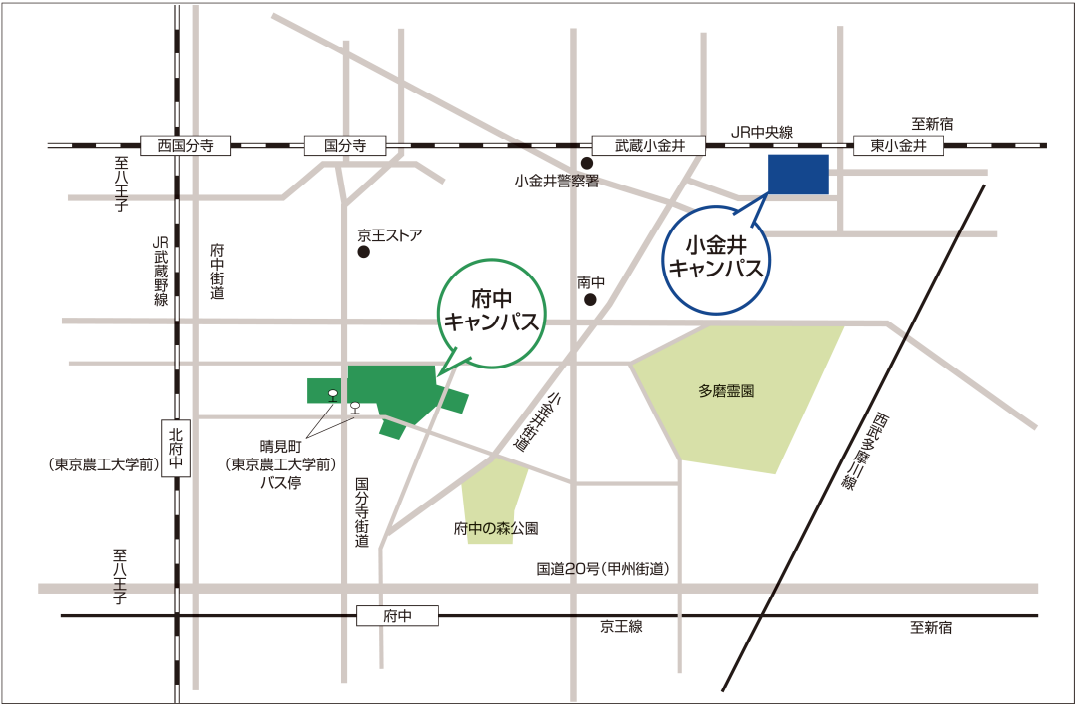 至新宿
JR中央線
西国分寺
国分寺
武蔵小金井
東小金井
至八王子
小金井警察署
京王ストア
JR武蔵野線
府中街道
小金井
キャンパス
南中
府中
キャンパス
多磨霊園
小金井街道
西武多摩川線
北府中
(東京農工大学前)
晴見町
(東京農工大学前)
バス停
国分寺街道
府中の森公園
至八王子
国道20号(甲州街道)
府中
京王線
至新宿